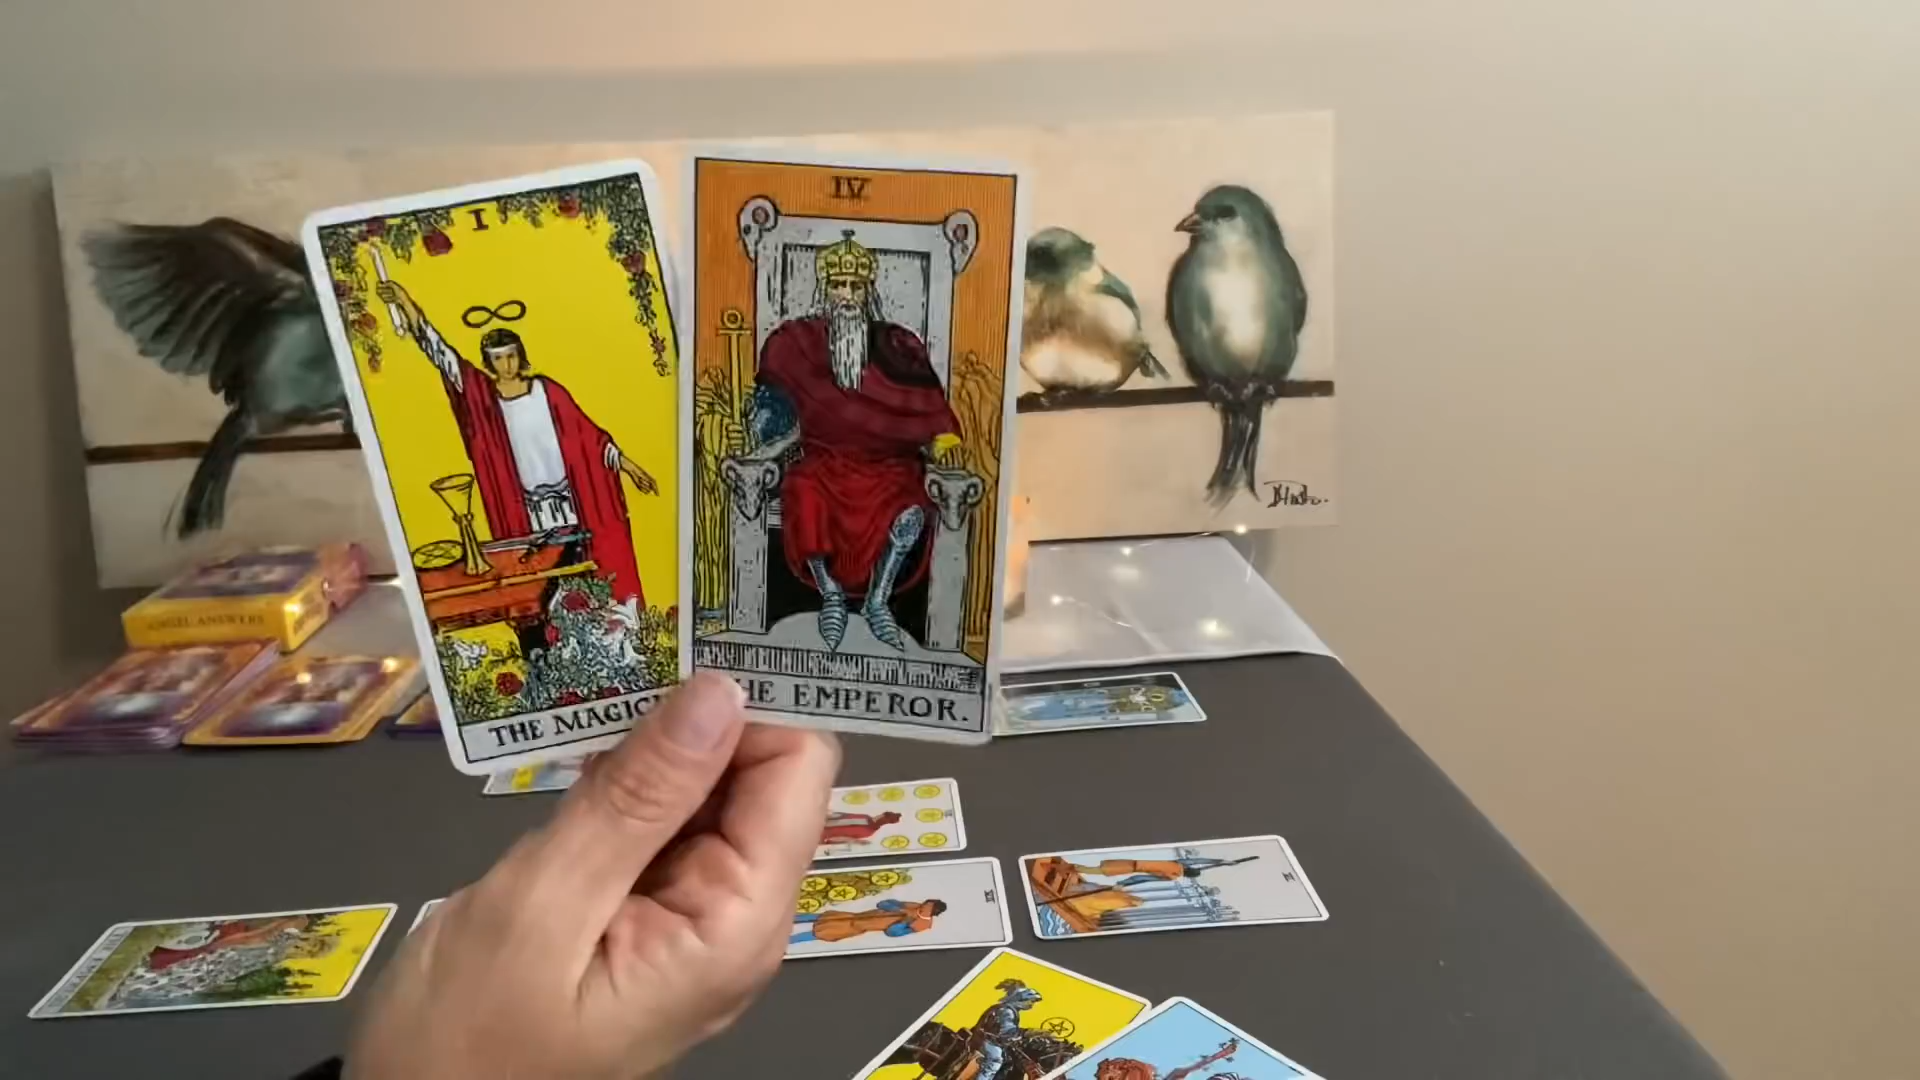 I
IV
THE MAGICI
HE EMPEROR.
ANGEL ANSWERS